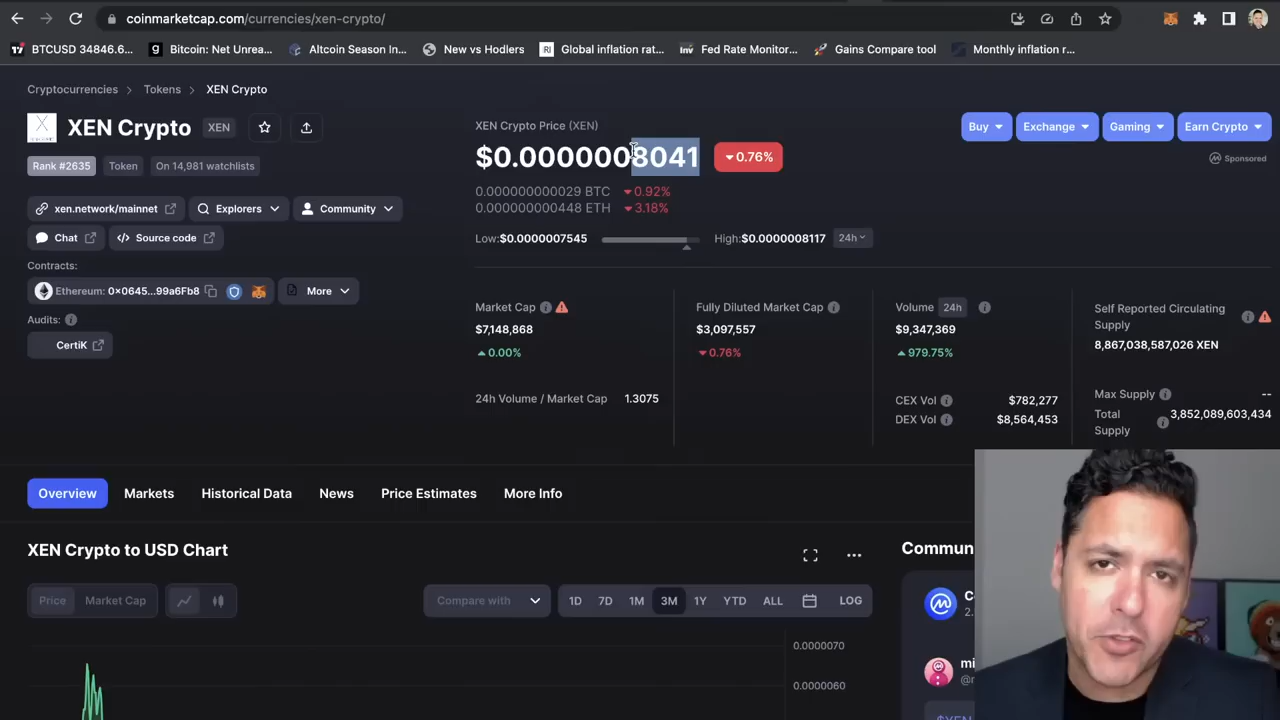 coinmarketcap.com/currencies/xen-crypto/
BTCUSD 34846.6...
Bitcoin: Net Unrea...
Altcoin Season In...
New vs Hodlers
Global inflation rat...
Fed Rate Monitor...
Gains Compare tool
Monthly inflation r...
Cryptocurrencies > Tokens > XEN Crypto
XEN Crypto XEN
Rank #2635 Token On 14,981 watchlists
xen.network/mainnet Explorers Community
Chat Source code
Contracts:
Ethereum: 0x0645...99a6Fb8 More
Audits:
CertiK
XEN Crypto Price (XEN)
$0.0000008041 0.76%
0.000000000029 BTC 0.92%
0.000000000448 ETH 3.18%
Low:$0.0000007545 High:$0.0000008117 24h
Buy Exchange Gaming Earn Crypto
Sponsored
Market Cap
$7,148,868
0.00%
24h Volume / Market Cap 1.3075
Fully Diluted Market Cap
$3,097,557
0.76%
Volume 24h
$9,347,369
979.75%
CEX Vol $782,277
DEX Vol $8,564,453
Self Reported Circulating
Supply
8,867,038,587,026 XEN
Max Supply --
Total
Supply
3,852,089,603,434
Overview Markets Historical Data News Price Estimates More Info
XEN Crypto to USD Chart
Price Market Cap
Compare with
1D 7D 1M 3M 1Y YTD ALL LOG
0.0000070
0.0000060
Commun
C
2.
mi
@r
$XEN